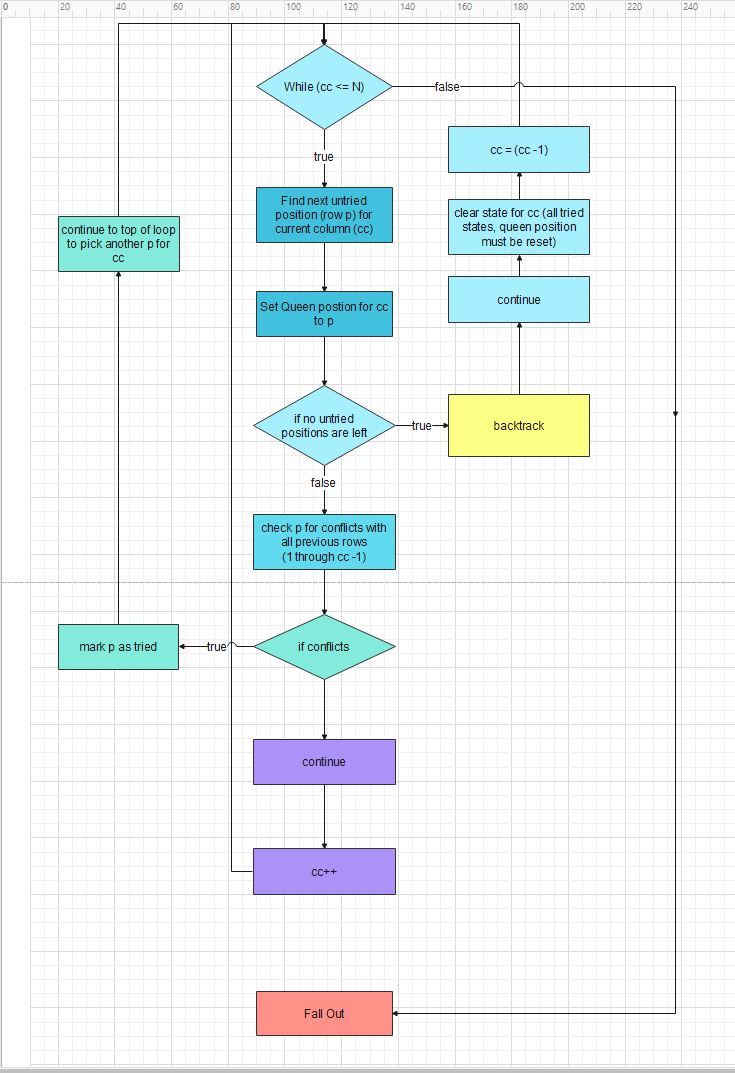 0 20 40 60 80 100 120 140 160 180 200 220 240
While (cc <= N)
false
true
cc = (cc -1)
Find next untried
position (row p) for
current column (cc)
clear state for cc (all tried
states, queen position
must be reset)
continue to top of loop
to pick another p for
cc
continue
Set Queen postion for cc
to p
if no untried
positions are left
true
backtrack
false
check p for conflicts with
all previous rows
(1 through cc -1)
mark p as tried
true
if conflicts
continue
cc++
Fall Out